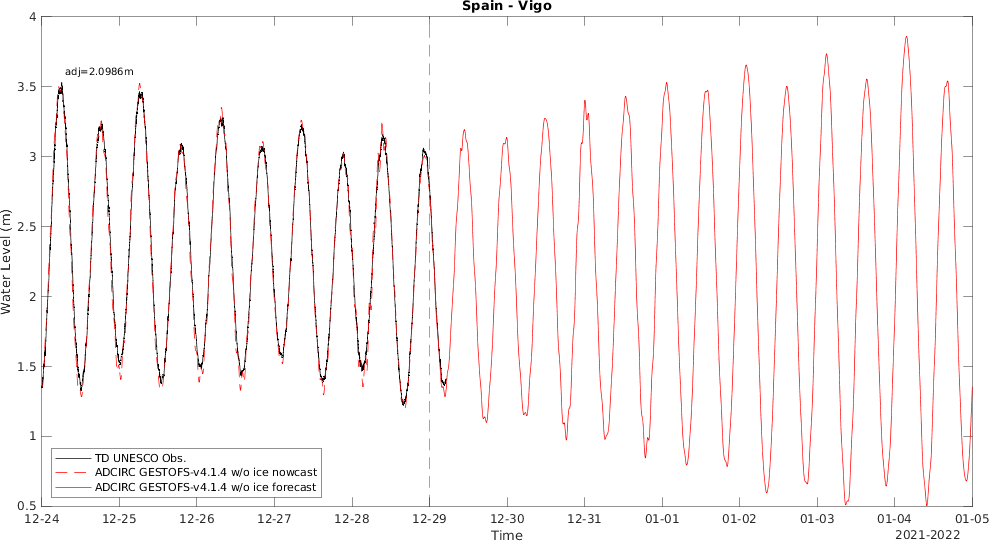 Spain - Vigo
adj=2.0986m
Water Level (m)
4
3.5
3
2.5
2
1.5
1
0.5
TD UNESCO Obs.
ADCIRC GESTOFS-v4.1.4 w/o ice nowcast
ADCIRC GESTOFS-v4.1.4 w/o ice forecast
12-24 12-25 12-26 12-27 12-28 12-29 12-30 12-31 01-01 01-02 01-03 01-04 01-05
Time
2021-2022